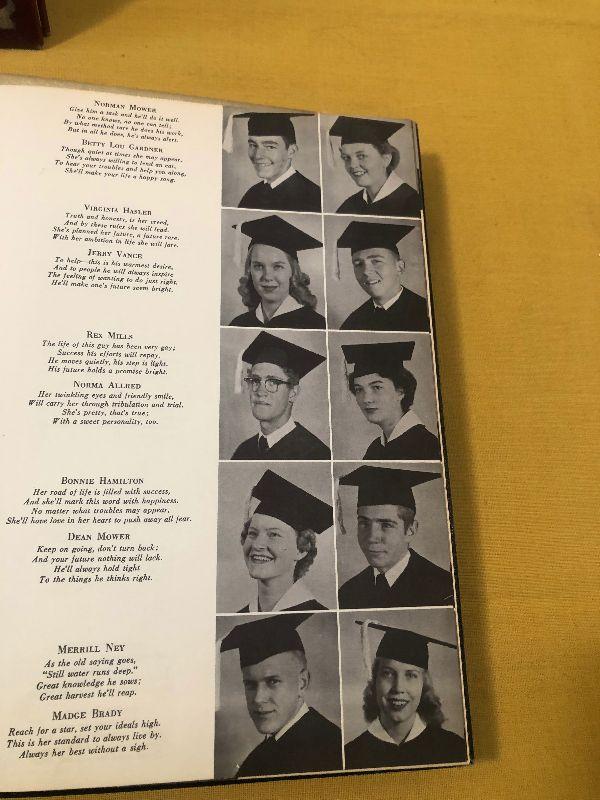 NORMAN MOWER
Give him a task and he'll do it well.
No one knows, no one can tell;
By what method sure he does his work,
But in all he does, he's always alert.
BETTY LOU GARDNER
Though quiet at times she may appear,
She's always willing to lend an ear.
To hear your troubles and help you along,
She'll make your life a happy song.
VIRGINIA HASLER
Truth and honesty, is her creed,
And by these rules she will lead.
She's planned her future, a future rare.
With her ambition in life she will fare.
JERRY VANCE
To help—this is his warmest desire,
And to people he will always inspire
The feeling of wanting to do just right.
He'll make one's future seem bright.
REX MILLS
The life of this guy has been very gay;
Success his efforts will repay.
He moves quietly, his step is light.
His future holds a promise bright.
NORMA ALLRED
Her twinkling eyes and friendly smile,
Will carry her through tribulation and trial.
She's pretty, that's true;
With a sweet personality, too.
BONNIE HAMILTON
Her road of life is filled with success,
And she'll mark this word with happiness.
No matter what troubles may appear,
She'll have love in her heart to push away all fear.
DEAN MOWER
Keep on going, don't turn back;
And your future nothing will lack.
He'll always hold tight
To the things he thinks right.
MERRILL NEY
As the old saying goes,
"Still water runs deep."
Great knowledge he sows;
Great harvest he'll reap.
MADGE BRADY
Reach for a star, set your ideals high.
This is her standard to always live by.
Always her best without a sigh.